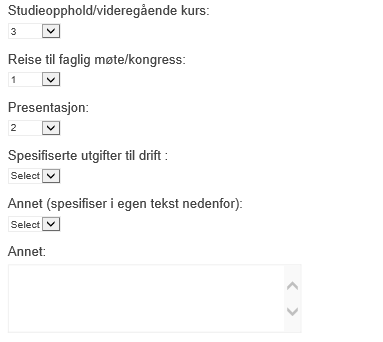 Studieopphold/videregående kurs:
3
Reise til faglig møte/kongress:
1
Presentasjon:
2
Spesifiserte utgifter til drift :
Select
Annet (spesifiser i egen tekst nedenfor):
Select
Annet: